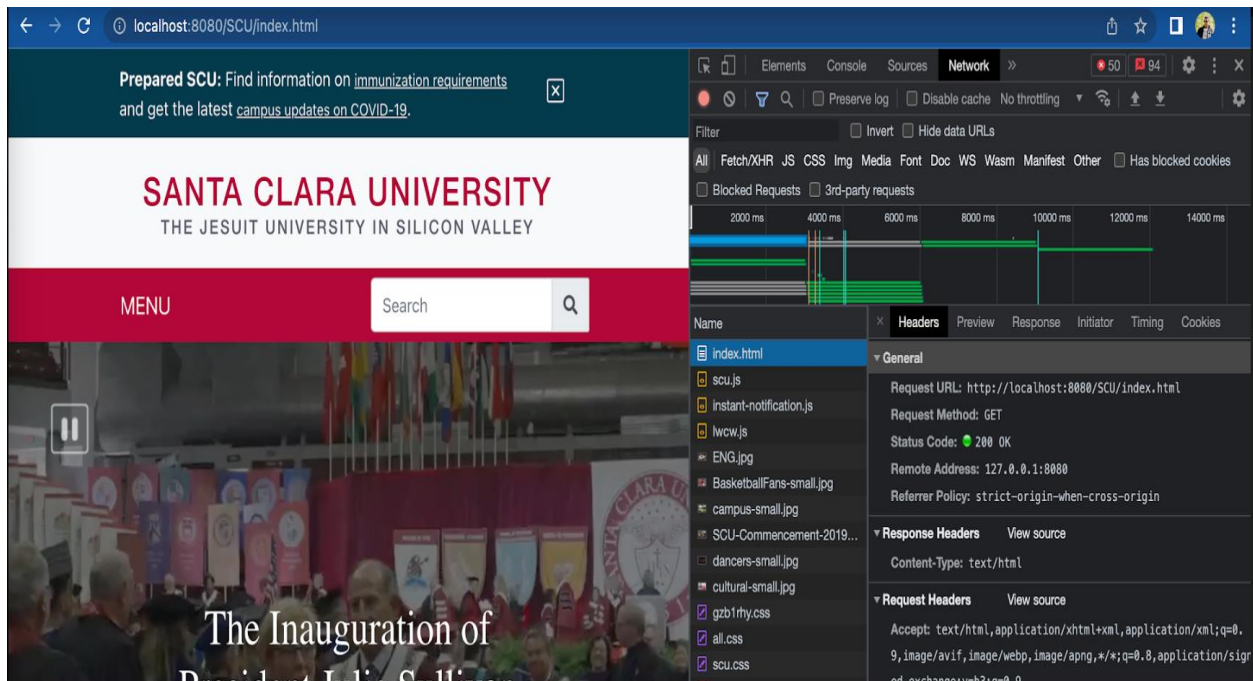 localhost:8080/SCU/index.html
Prepared SCU: Find information on immunization requirements
and get the latest campus updates on COVID-19.
SANTA CLARA UNIVERSITY
THE JESUIT UNIVERSITY IN SILICON VALLEY
MENU
Search
The Inauguration of
Elements Console Sources Network » 50 94
Preserve log Disable cache No throttling
Filter Invert Hide data URLs
All Fetch/XHR JS CSS Img Media Font Doc WS Wasm Manifest Other Has blocked cookies
Blocked Requests 3rd-party requests
2000 ms 4000 ms 6000 ms 8000 ms 10000 ms 12000 ms 14000 ms
Name
index.html
scu.js
instant-notification.js
lwcw.js
ENG.jpg
BasketballFans-small.jpg
campus-small.jpg
SCU-Commencement-2019...
dancers-small.jpg
cultural-small.jpg
gzb1rhy.css
all.css
scu.css
× Headers Preview Response Initiator Timing Cookies
General
Request URL: http://localhost:8080/SCU/index.html
Request Method: GET
Status Code: 200 OK
Remote Address: 127.0.0.1:8080
Referrer Policy: strict-origin-when-cross-origin
Response Headers View source
Content-Type: text/html
Request Headers View source
Accept: text/html,application/xhtml+xml,application/xml;q=0.
9,image/avif,image/webp,image/apng,*/*;q=0.8,application/sign